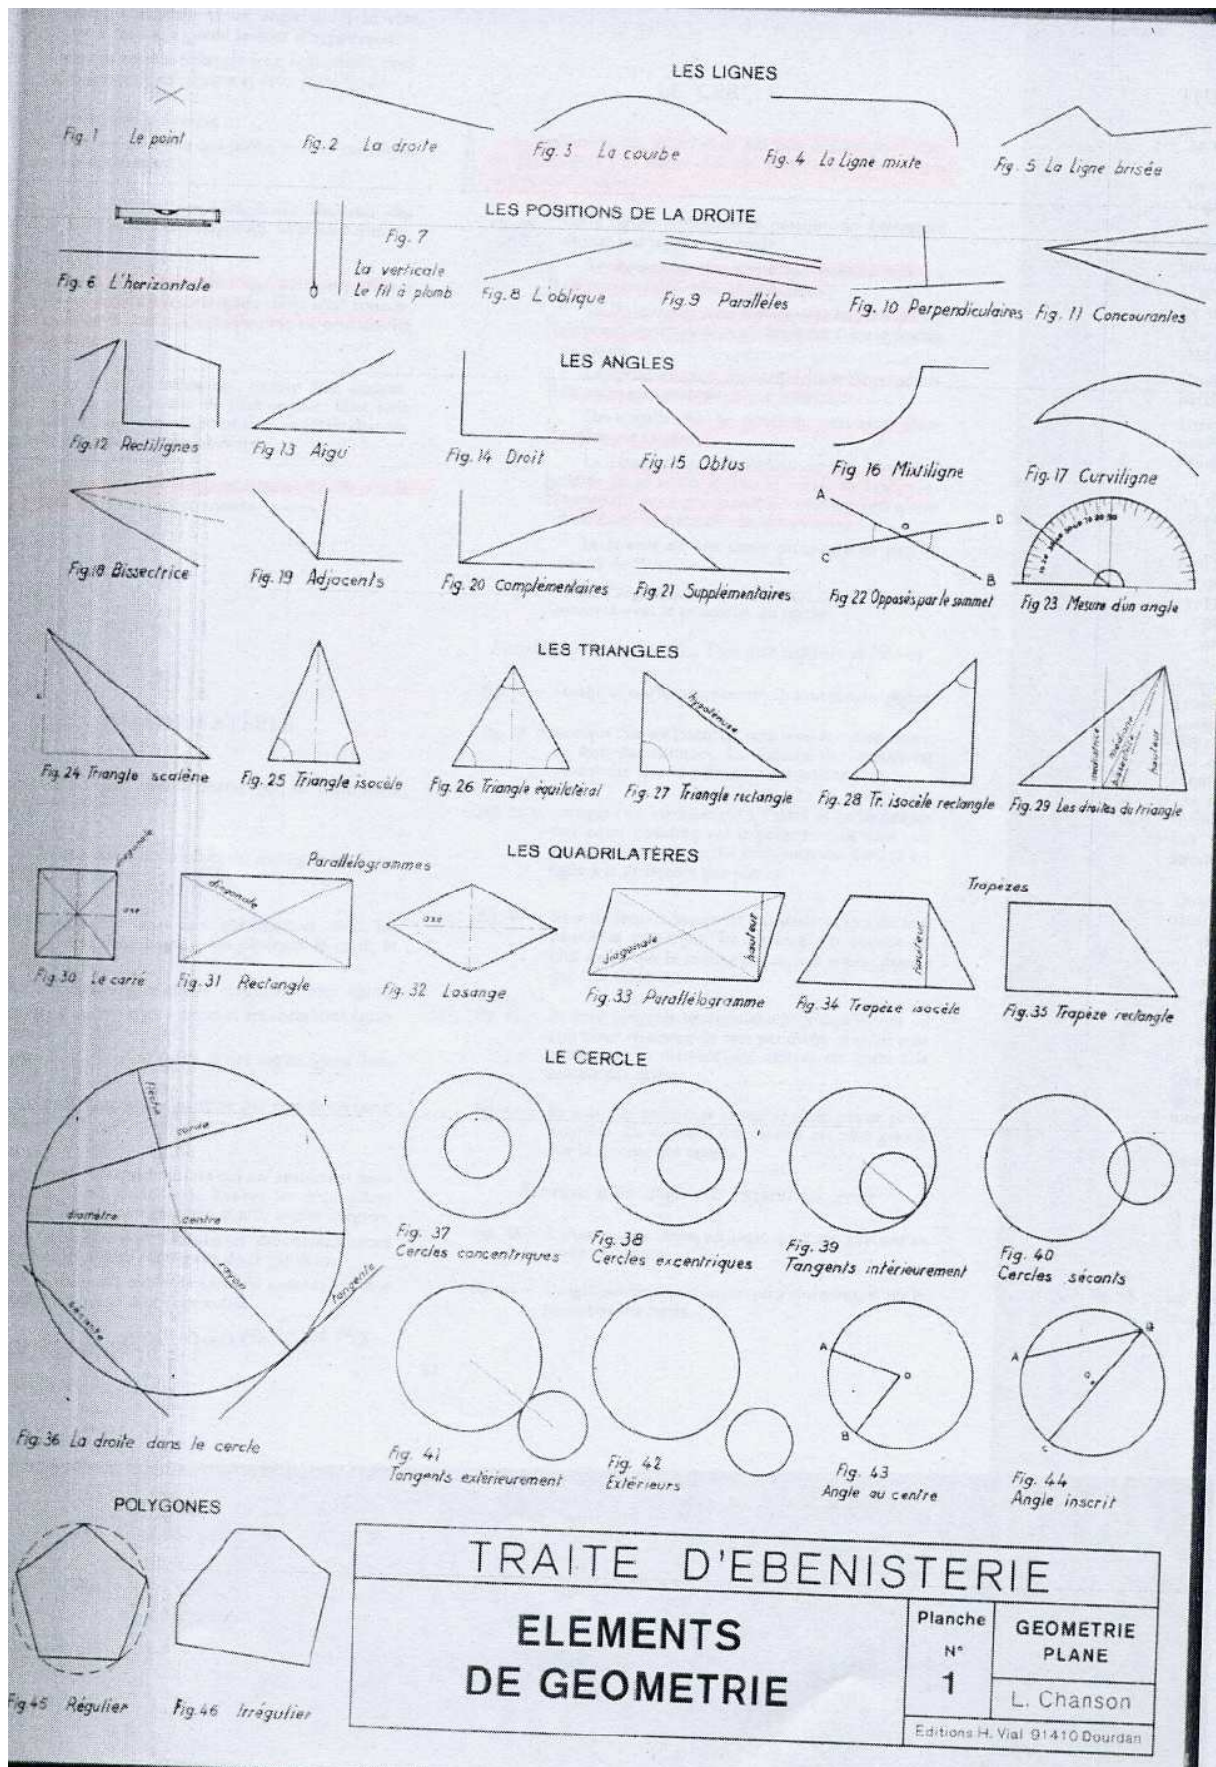 LES LIGNES
Fig. 1 Le point
Fig. 2 La droite
Fig. 3 La courbe
Fig. 4 La ligne mixte
Fig. 5 La ligne brisée
LES POSITIONS DE LA DROITE
Fig. 6 L'horizontale
Fig. 7
La verticale
Le fil à plomb
Fig. 8 L'oblique
Fig. 9 Parallèles
Fig. 10 Perpendiculaires
Fig. 11 Concourantes
LES ANGLES
Fig. 12 Rectilignes
Fig 13 Aigu
Fig. 14 Droit
Fig. 15 Obtus
Fig 16 Mixtiligne
Fig. 17 Curviligne
Fig. 18 Bissectrice
Fig. 19 Adjacents
Fig. 20 Complémentaires
Fig. 21 Supplémentaires
A
O
D
C
B
Fig 22 Opposés par le sommet
Fig 23 Mesure d'un angle
LES TRIANGLES
hypoténuse
médiatrice
médiane
bissectrice
hauteur
Fig. 24 Triangle scalène
Fig. 25 Triangle isocèle
Fig. 26 Triangle équilatéral
Fig. 27 Triangle rectangle
Fig. 28 Tr. isocèle rectangle
Fig. 29 Les droites du triangle
LES QUADRILATÈRES
Parallélogrammes
Trapèzes
diagonale
axe
diagonale
axe
diagonale
hauteur
hauteur
Fig. 30 Le carré
Fig. 31 Rectangle
Fig. 32 Losange
Fig. 33 Parallélogramme
Fig. 34 Trapèze isocèle
Fig. 35 Trapèze rectangle
LE CERCLE
flèche
corde
diamètre
centre
rayon
tangente
sécante
Fig. 36 La droite dans le cercle
Fig. 37
Cercles concentriques
Fig. 38
Cercles excentriques
Fig. 39
Tangents intérieurement
Fig. 40
Cercles sécants
Fig. 41
Tangents extérieurement
Fig. 42
Extérieurs
A
O
B
Fig. 43
Angle au centre
A
B
O
C
Fig. 44
Angle inscrit
POLYGONES
Fig 45 Régulier
Fig. 46 Irrégulier
TRAITE D'EBENISTERIE
ELEMENTS
DE GEOMETRIE
Planche
N°
1
GEOMETRIE
PLANE
L. Chanson
Editions H. Vial 91410 Dourdan